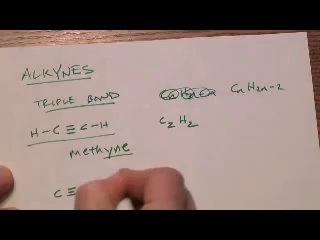 ALKYNES
TRIPLE BOND
CnH2n-2
H-C≡C-H
C2H2
methyne
C≡